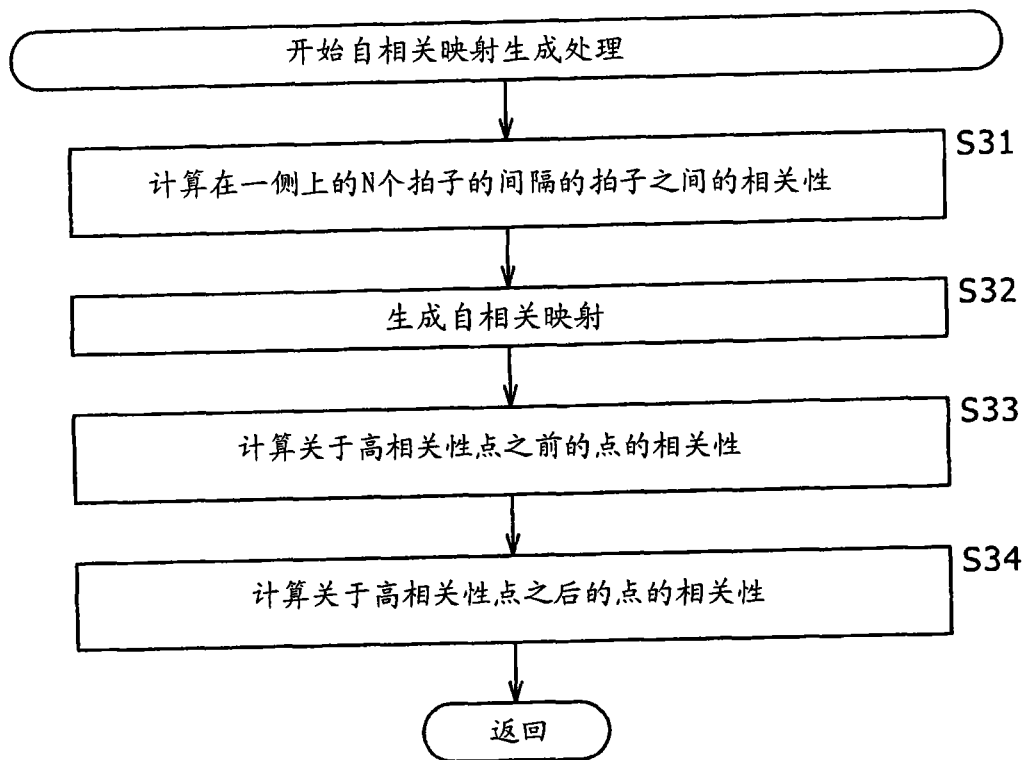 开始自相关映射生成处理
S31
计算在一侧上的N个拍子的间隔的拍子之间的相关性
S32
生成自相关映射
S33
计算关于高相关性点之前的点的相关性
S34
计算关于高相关性点之后的点的相关性
返回